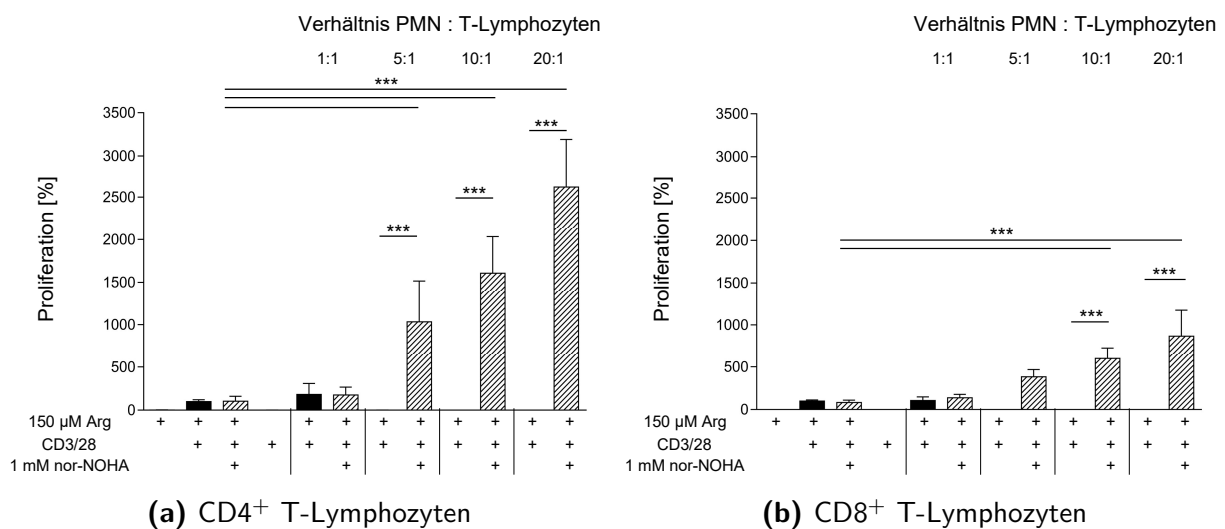 Verhältnis PMN : T-Lymphozyten
1:1 5:1 10:1 20:1
***
3500
3000
2500
2000
1500
1000
500
0
Proliferation [%]
***
***
***
150 µM Arg + + + + + + + + + + +
CD3/28 + + + + + + + + + + +
1 mM nor-NOHA + + + + +
(a) CD4+ T-Lymphozyten
Verhältnis PMN : T-Lymphozyten
1:1 5:1 10:1 20:1
3500
3000
2500
2000
1500
1000
500
0
Proliferation [%]
***
***
***
150 µM Arg + + + + + + + + + + +
CD3/28 + + + + + + + + + + +
1 mM nor-NOHA + + + + +
(b) CD8+ T-Lymphozyten